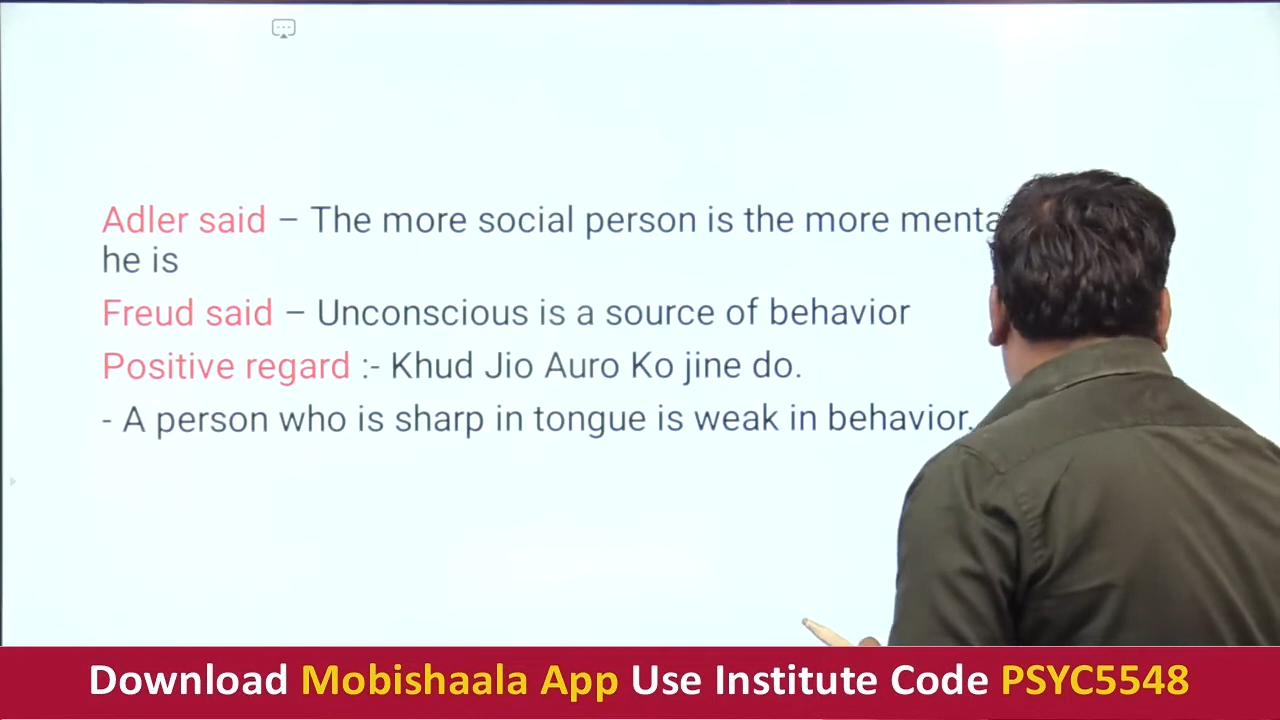 Adler said – The more social person is the more
he is
Freud said – Unconscious is a source of behavior
Positive regard :- Khud Jio Auro Ko jine do.
- A person who is sharp in tongue is weak in behavior.
Download Mobishaala App Use Institute Code PSYC5548